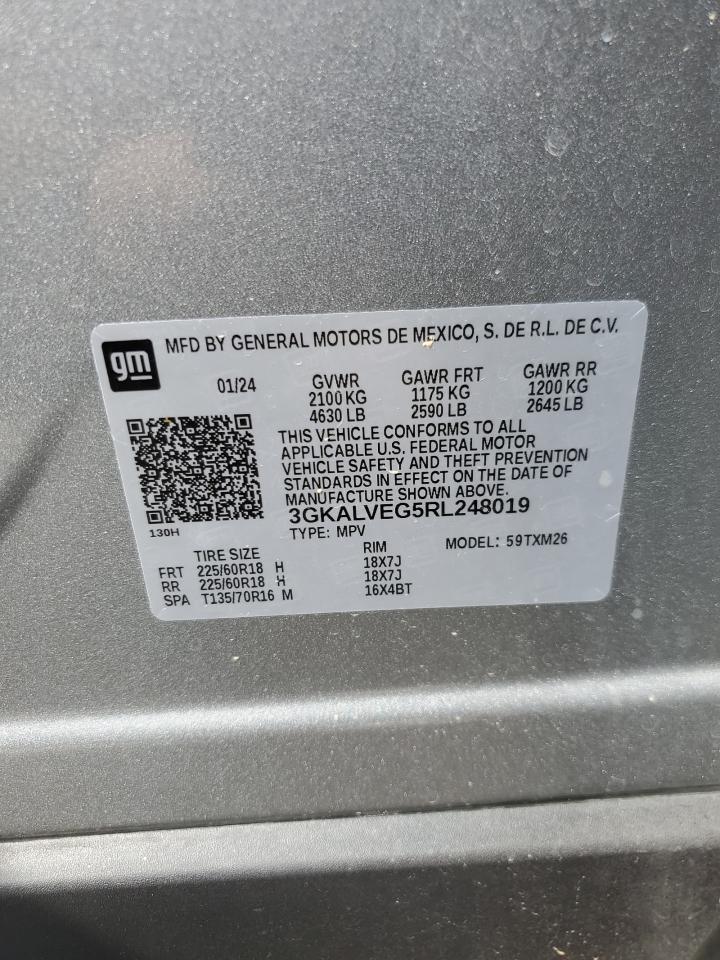 gm
MFD BY GENERAL MOTORS DE MEXICO, S. DE R.L. DE C.V.
01/24 GVWR GAWR FRT GAWR RR
2100 KG 1175 KG 1200 KG
4630 LB 2590 LB 2645 LB
THIS VEHICLE CONFORMS TO ALL
APPLICABLE U.S. FEDERAL MOTOR
VEHICLE SAFETY AND THEFT PREVENTION
STANDARDS IN EFFECT ON THE DATE OF
MANUFACTURE SHOWN ABOVE.
3GKALVEG5RL248019
130H
TYPE: MPV MODEL: 59TXM26
TIRE SIZE RIM
FRT 225/60R18 H 18X7J
RR 225/60R18 H 18X7J
SPA T135/70R16 M 16X4BT